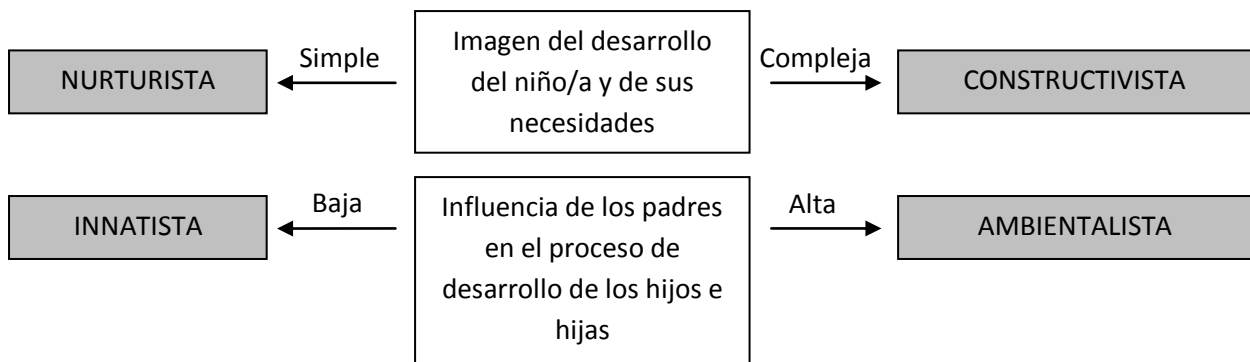 NURTURISTA
Simple
Imagen del desarrollo
del niño/a y de sus
necesidades
Compleja
CONSTRUCTIVISTA
INNATISTA
Baja
Influencia de los padres
en el proceso de
desarrollo de los hijos e
hijas
Alta
AMBIENTALISTA